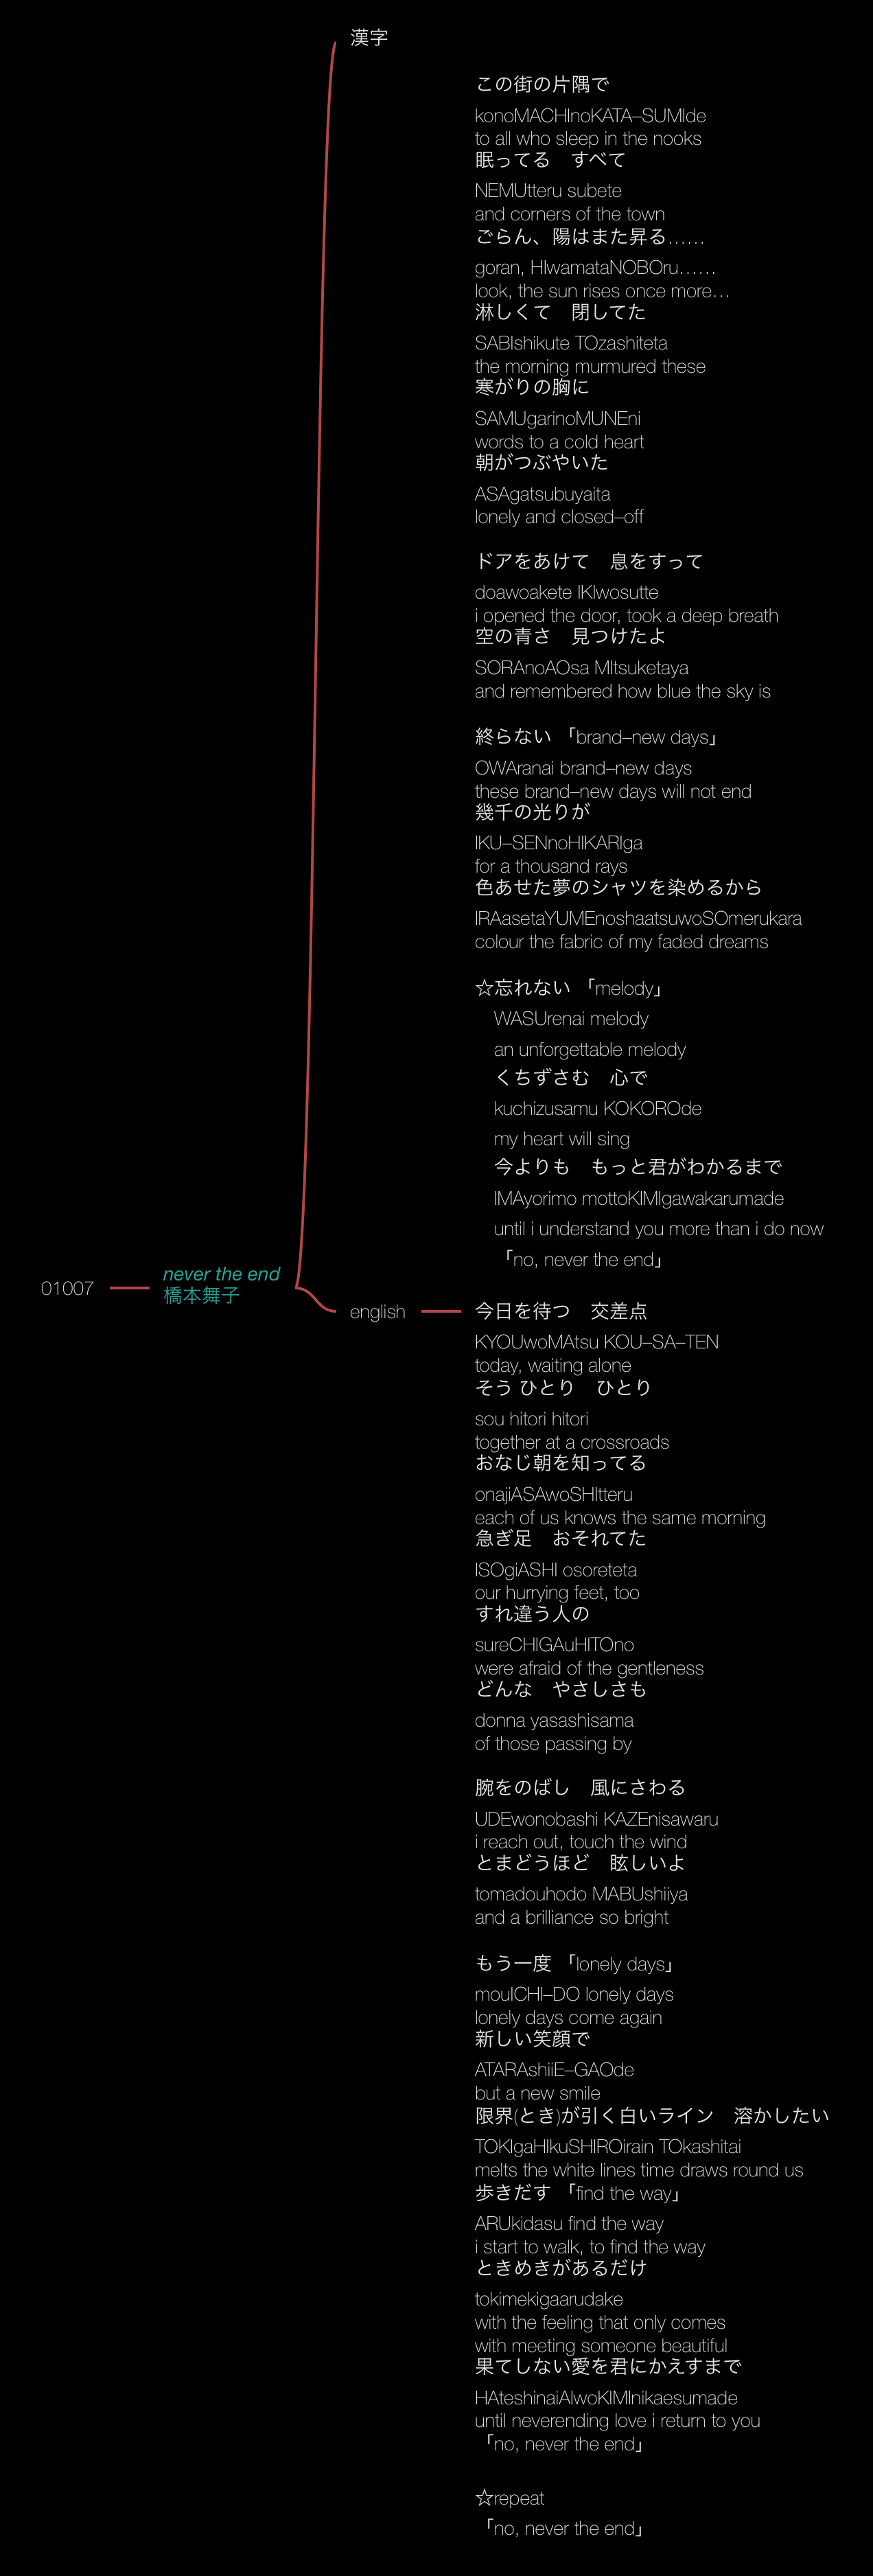 漢字
この街の片隅で
konoMACHInoKATA–SUMIde
to all who sleep in the nooks
眠ってる　すべて
NEMUtteru subete
and corners of the town
ごらん、陽はまた昇る……
goran, HIwamataNOBOru……
look, the sun rises once more…
淋しくて　閉してた
SABIshikute TOzashiteta
the morning murmured these
寒がりの胸に
SAMUgarinoMUNEni
words to a cold heart
朝がつぶやいた
ASAgatsubuyaita
lonely and closed–off
ドアをあけて　息をすって
doawoakete IKIwosutte
i opened the door, took a deep breath
空の青さ　見つけたよ
SORAnoAOsa MItsuketaya
and remembered how blue the sky is
終らない 「brand–new days」
OWAranai brand–new days
these brand–new days will not end
幾千の光りが
IKU–SENnoHIKARIga
for a thousand rays
色あせた夢のシャツを染めるから
IRAasetaYUMEnoshaatsuwoSOmerukara
colour the fabric of my faded dreams
☆忘れない 「melody」
WASUrenai melody
an unforgettable melody
くちずさむ　心で
kuchizusamu KOKOROde
my heart will sing
今よりも　もっと君がわかるまで
IMAyorimo mottoKIMIgawakarumade
until i understand you more than i do now
「no, never the end」
01007
never the end
橋本舞子
english
今日を待つ　交差点
KYOUwoMAtsu KOU–SA–TEN
today, waiting alone
そう ひとり　ひとり
sou hitori hitori
together at a crossroads
おなじ朝を知ってる
onajiASAwoSHItteru
each of us knows the same morning
急ぎ足　おそれてた
ISOgiASHI osoreteta
our hurrying feet, too
すれ違う人の
sureCHIGAuHITOno
were afraid of the gentleness
どんな　やさしさも
donna yasashisama
of those passing by
腕をのばし　風にさわる
UDEwonobashi KAZEnisawaru
i reach out, touch the wind
とまどうほど　眩しいよ
tomadouhodo MABUshiiya
and a brilliance so bright
もう一度 「lonely days」
mouICHI–DO lonely days
lonely days come again
新しい笑顔で
ATARAshiiE–GAOde
but a new smile
限界(とき)が引く白いライン　溶かしたい
TOKIgaHIkuSHIROirain TOkashitai
melts the white lines time draws round us
歩きだす 「find the way」
ARUkidasu find the way
i start to walk, to find the way
ときめきがあるだけ
tokimekigaarudake
with the feeling that only comes
with meeting someone beautiful
果てしない愛を君にかえすまで
HAteshinaiAIwoKIMInikaesumade
until neverending love i return to you
「no, never the end」
☆repeat
「no, never the end」